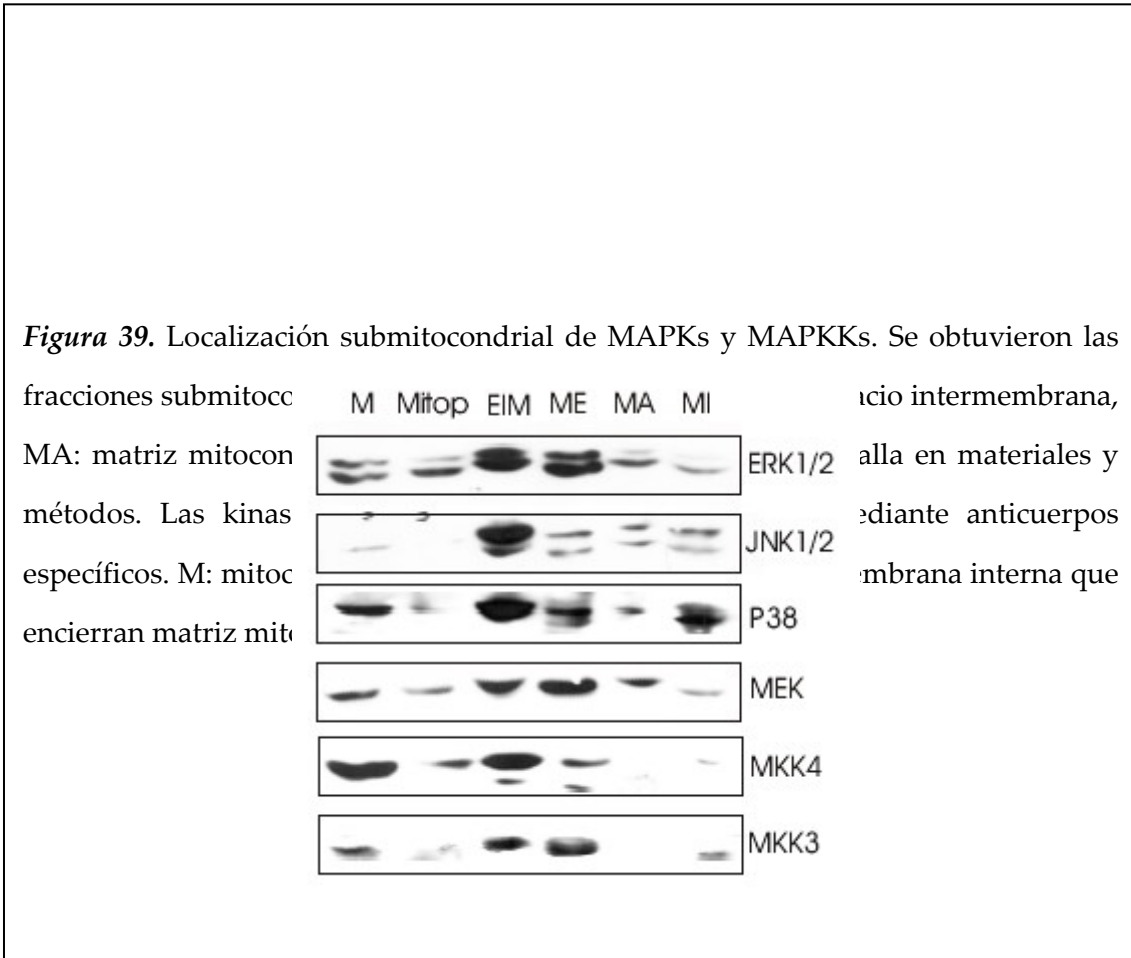 Figura 39. Localización submitocondrial de MAPKs y MAPKKs. Se obtuvieron las
fracciones submitoco acio intermembrana,
MA: matriz mitocon alla en materiales y
métodos. Las kinas ediante anticuerpos
específicos. M: mitoc embrana interna que
encierran matriz mit
M Mitop EIM ME MA MI
ERK1/2
JNK1/2
P38
MEK
MKK4
MKK3